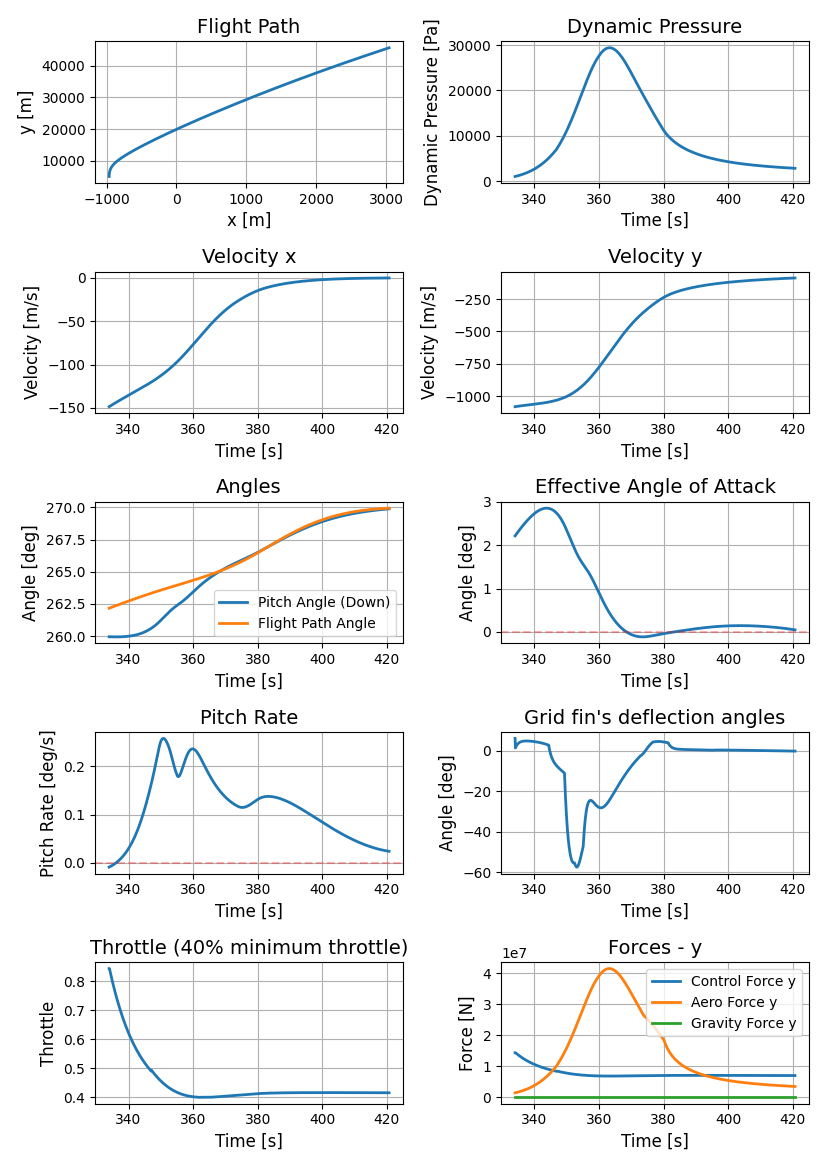 Flight Path
y [m]
40000
30000
20000
10000
−1000 0 1000 2000 3000
x [m]
Dynamic Pressure
Dynamic Pressure [Pa]
30000
20000
10000
0
340 360 380 400 420
Time [s]
Velocity x
Velocity [m/s]
0
−50
−100
−150
340 360 380 400 420
Time [s]
Velocity y
Velocity [m/s]
−250
−500
−750
−1000
340 360 380 400 420
Time [s]
Angles
Angle [deg]
270.0
267.5
265.0
262.5
260.0
Pitch Angle (Down)
Flight Path Angle
340 360 380 400 420
Time [s]
Effective Angle of Attack
Angle [deg]
3
2
1
0
340 360 380 400 420
Time [s]
Pitch Rate
Pitch Rate [deg/s]
0.2
0.1
0.0
340 360 380 400 420
Time [s]
Grid fin's deflection angles
Angle [deg]
0
−20
−40
−60
340 360 380 400 420
Time [s]
Throttle (40% minimum throttle)
Throttle
0.8
0.7
0.6
0.5
0.4
340 360 380 400 420
Time [s]
Forces - y
1e7
Force [N]
4
3
2
1
0
Control Force y
Aero Force y
Gravity Force y
340 360 380 400 420
Time [s]